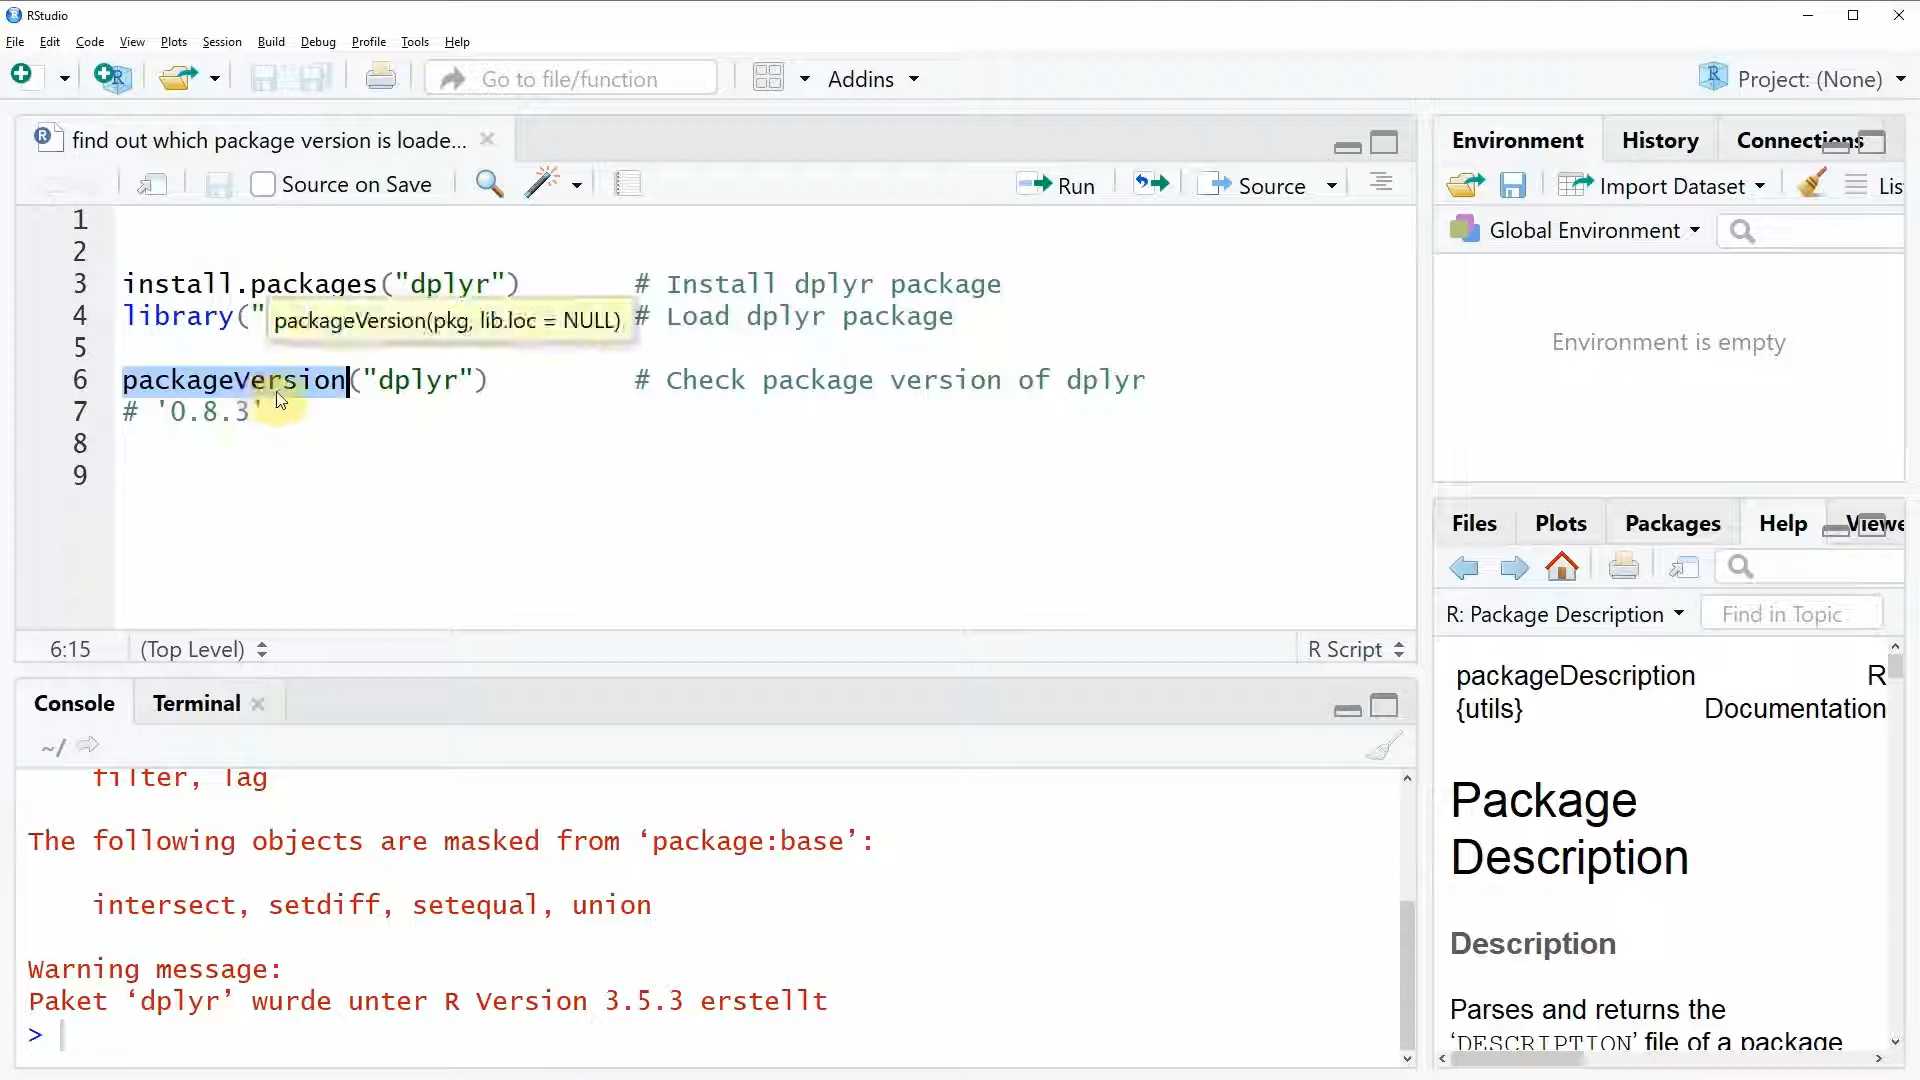 RStudio
File Edit Code View Plots Session Build Debug Profile Tools Help
Go to file/function
Addins
Project: (None)
find out which package version is loade...
Source on Save
Run
Source
1
2
3 install.packages("dplyr") # Install dplyr package
4 library(" # Load dplyr package
packageVersion(pkg, lib.loc = NULL)
5
6 packageVersion("dplyr") # Check package version of dplyr
7 # '0.8.3'
8
9
6:15 (Top Level) R Script
Console Terminal
~/
filter, lag
The following objects are masked from ‘package:base’:
intersect, setdiff, setequal, union
Warning message:
Paket ‘dplyr’ wurde unter R Version 3.5.3 erstellt
>
Environment History Connections
Import Dataset Lis
Global Environment
Environment is empty
Files Plots Packages Help Viewe
R: Package Description Find in Topic
packageDescription R
{utils} Documentation
Package
Description
Description
Parses and returns the
‘DESCRIPTION’ file of a package